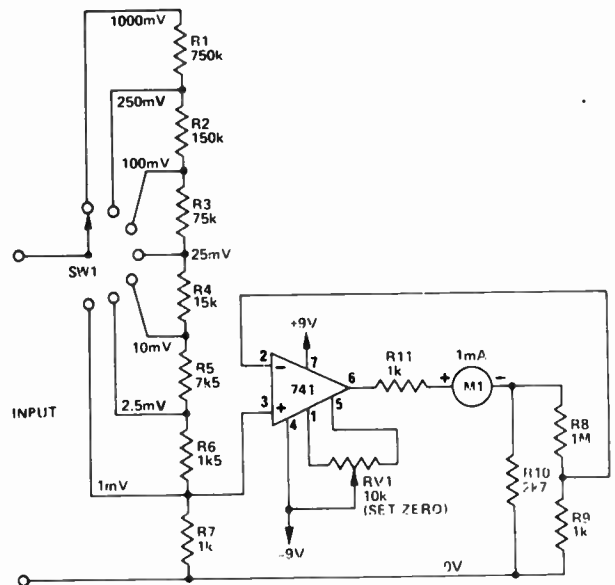 1000mV
R1
750k
250mV
R2
150k
100mV
R3
75k
SW1
25mV
R4
15k
10mV
+9V
1mA
2
7
R11
1k
+
M1
-
-
741
6
R5
7k5
3
+
4
1
5
INPUT
2.5mV
R8
1M
R6
1k5
RV1
10k
(SET ZERO)
R10
2k7
1mV
R9
1k
R7
1k
-9V
0V